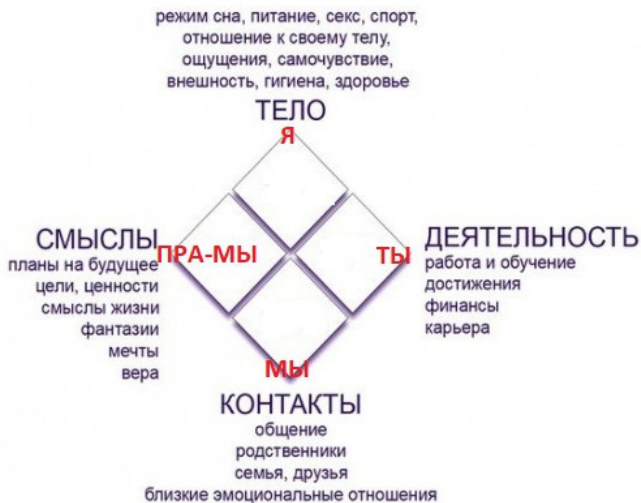 режим сна, питание, секс, спорт,
отношение к своему телу,
ощущения, самочувствие,
внешность, гигиена, здоровье
ТЕЛО
Я
СМЫСЛЫ
планы на будущее
цели, ценности
смыслы жизни
фантазии
мечты
вера
ПРА-МЫ
ТЫ
ДЕЯТЕЛЬНОСТЬ
работа и обучение
достижения
финансы
карьера
МЫ
КОНТАКТЫ
общение
родственники
семья, друзья
близкие эмоциональные отношения